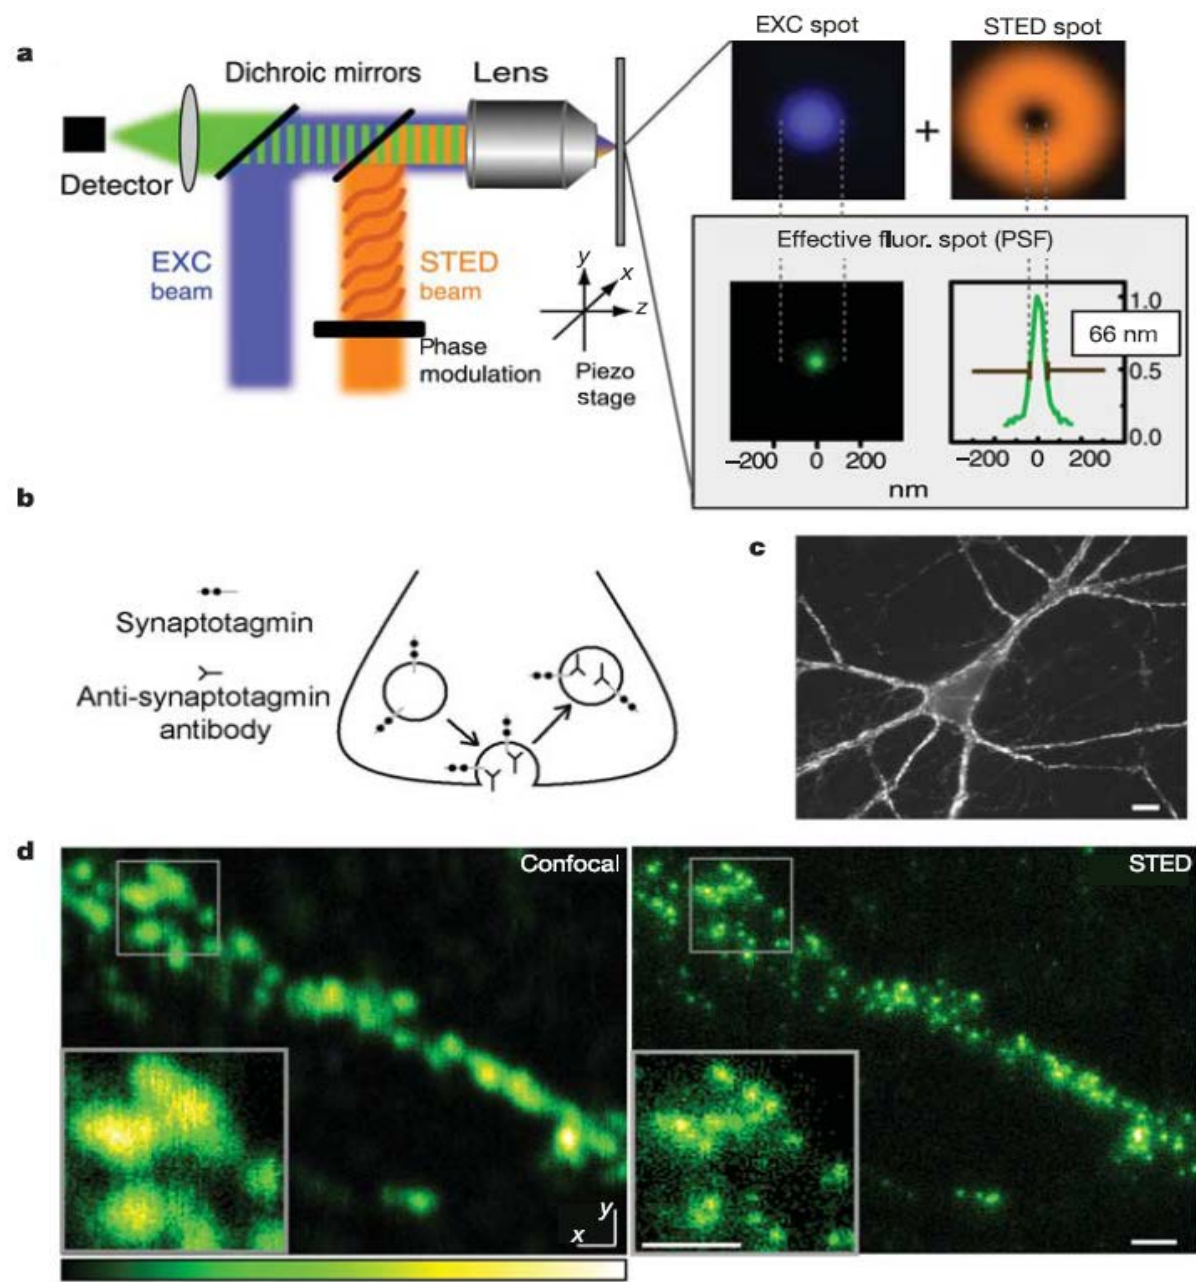 a
EXC spot
STED spot
Dichroic mirrors
Lens
+
Detector
Effective fluor. spot (PSF)
EXC
beam
STED
beam
y
x
z
1.0
66 nm
0.5
0.0
Phase
modulation
Piezo
stage
–200 0 200
–200 0 200
nm
b
c
Synaptotagmin
Anti-synaptotagmin
antibody
d
Confocal
STED
y
x